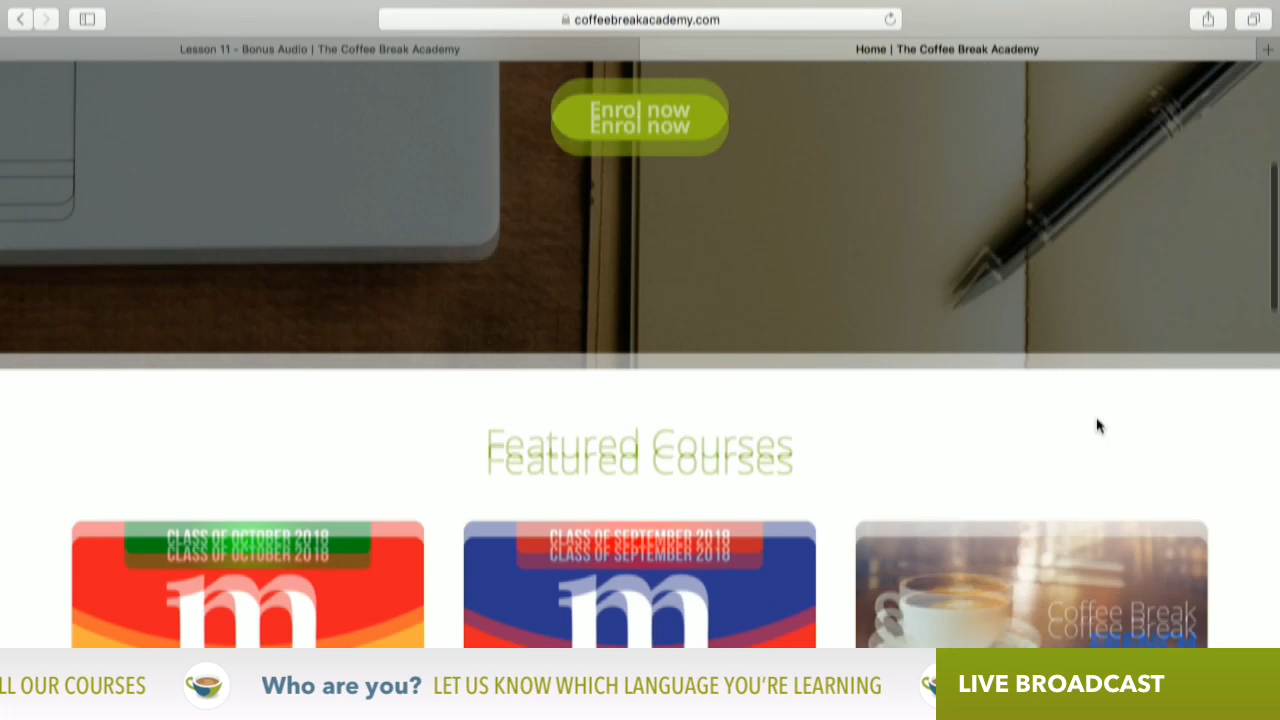 coffeebreakacademy.com
Lesson 11 - Bonus Audio | The Coffee Break Academy
Home | The Coffee Break Academy
Enrol now
Featured Courses
CLASS OF OCTOBER 2018
CLASS OF SEPTEMBER 2018
m
m
Coffee Break
FRENCH
LL OUR COURSES
Who are you? LET US KNOW WHICH LANGUAGE YOU'RE LEARNING
LIVE BROADCAST